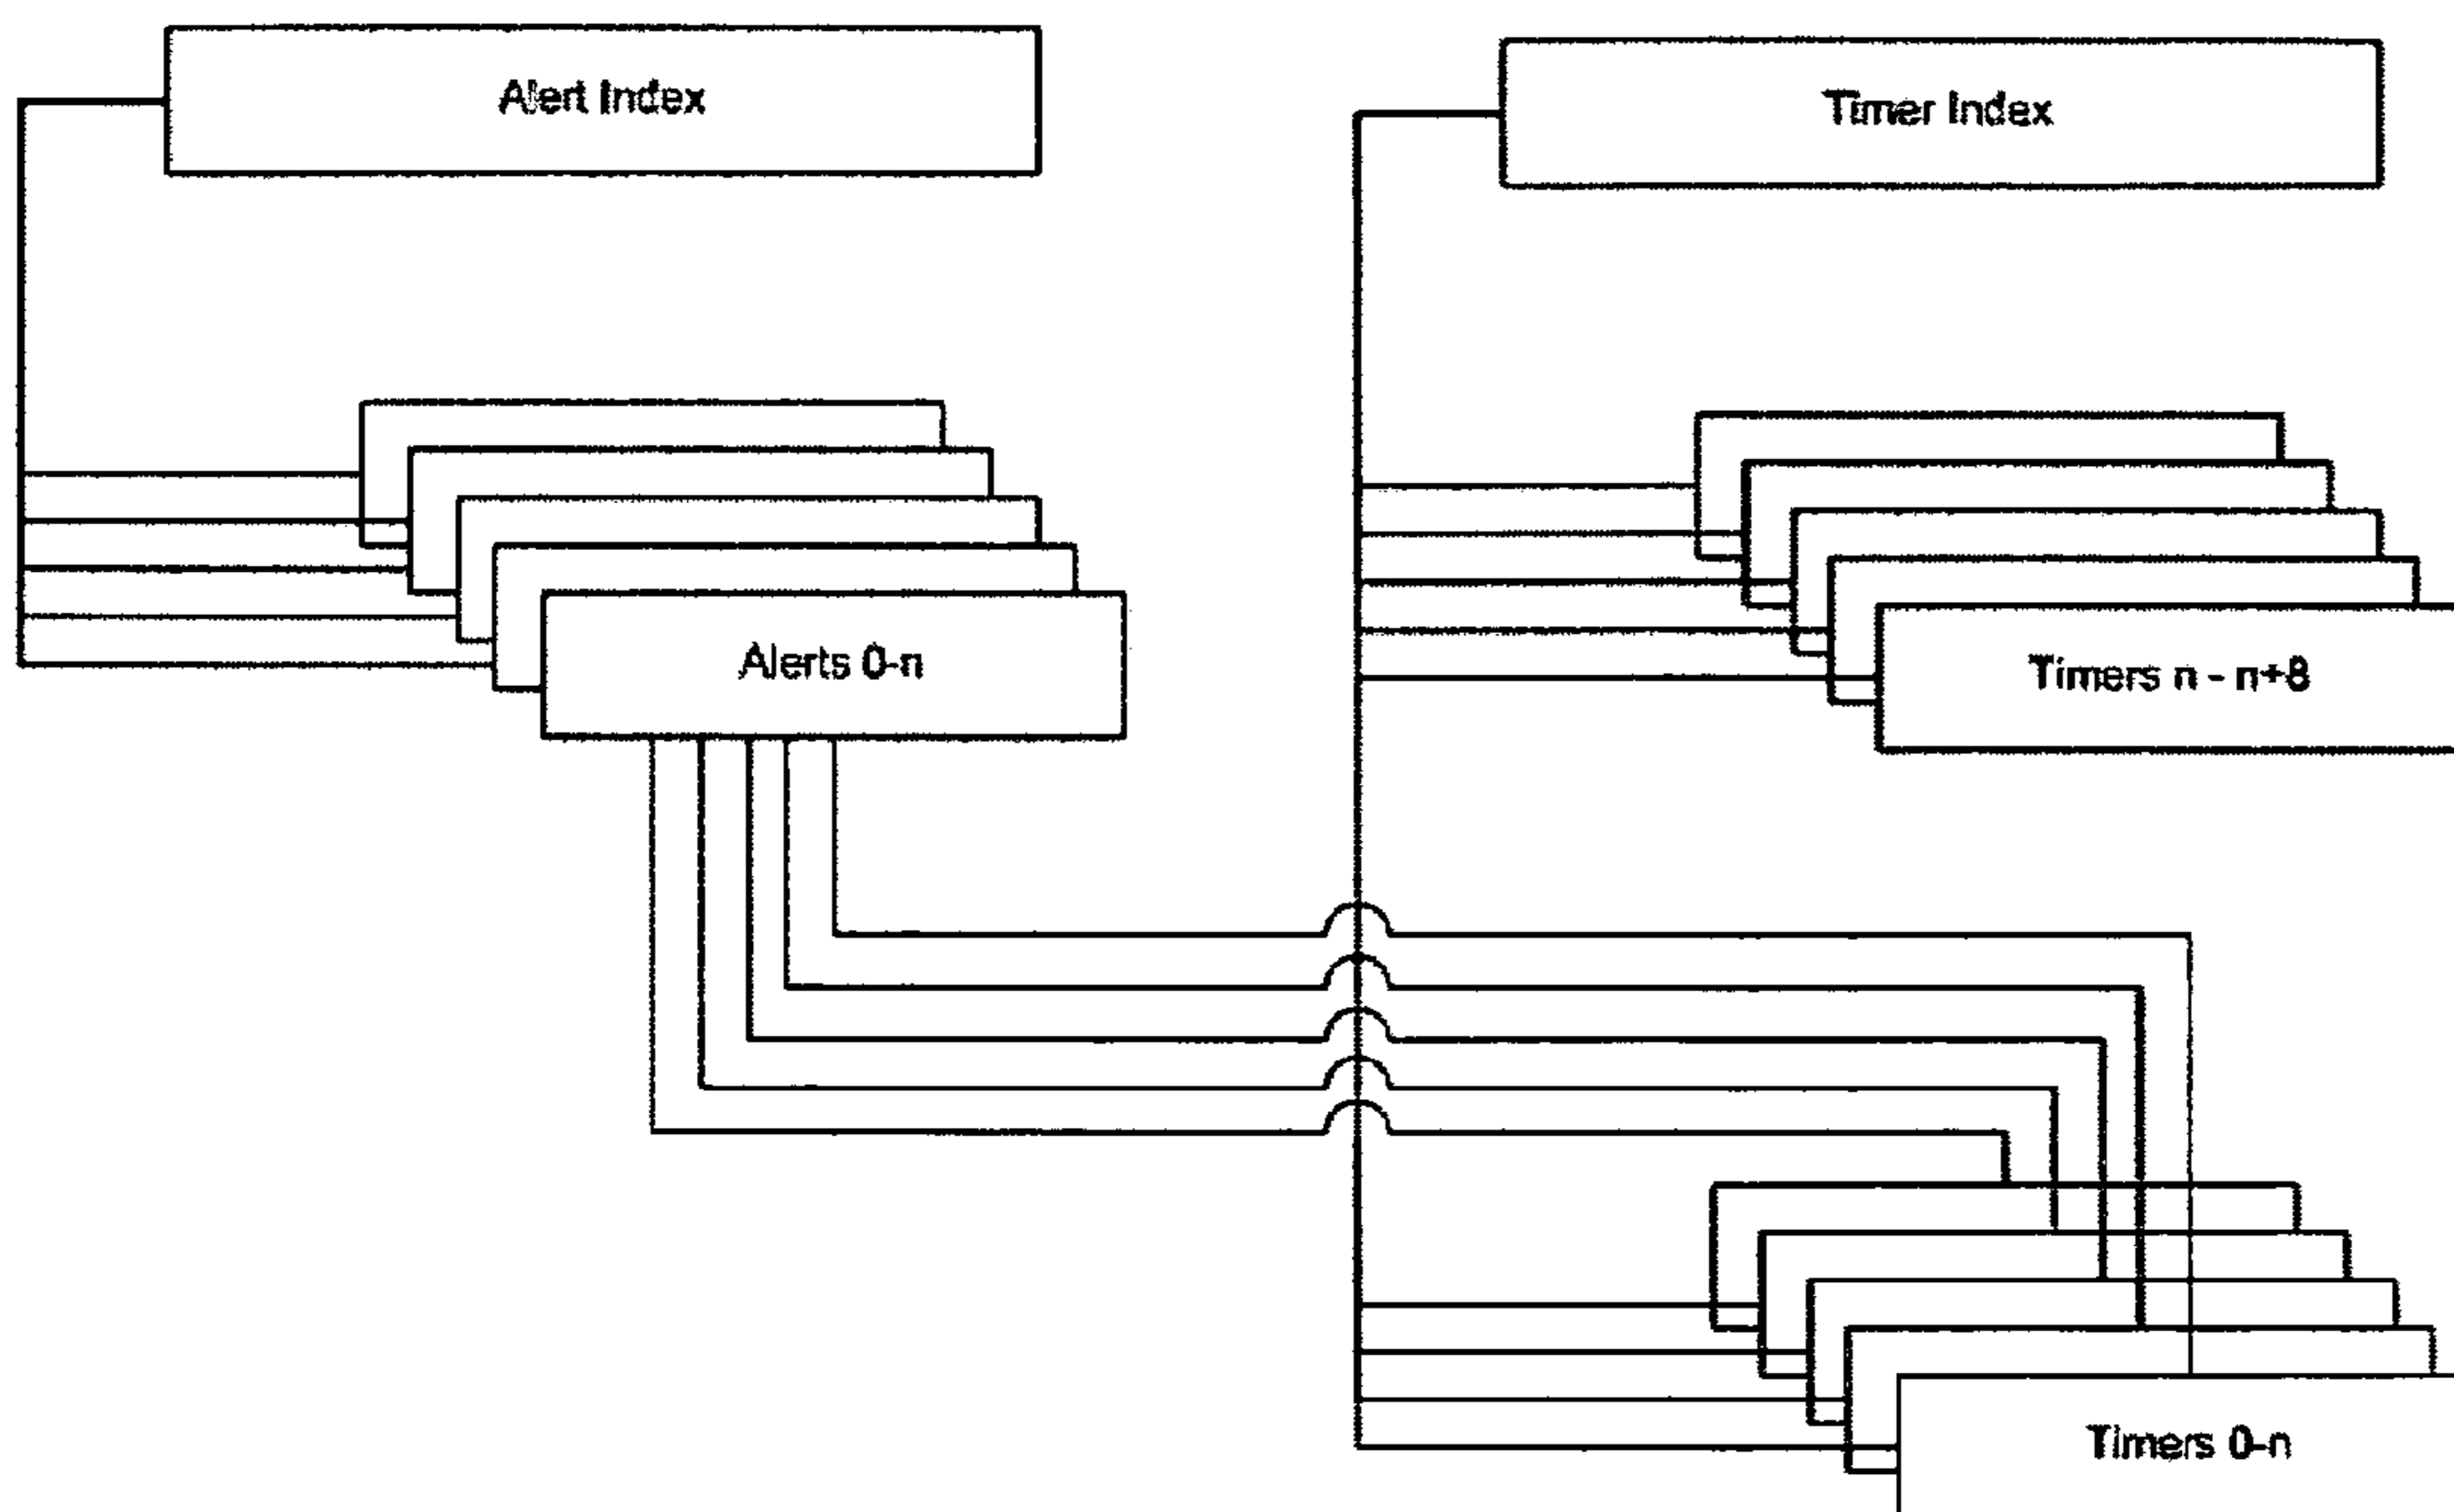 Alert Index
Timer Index
Alerts 0-n
Timers n - n+8
Timers 0-n